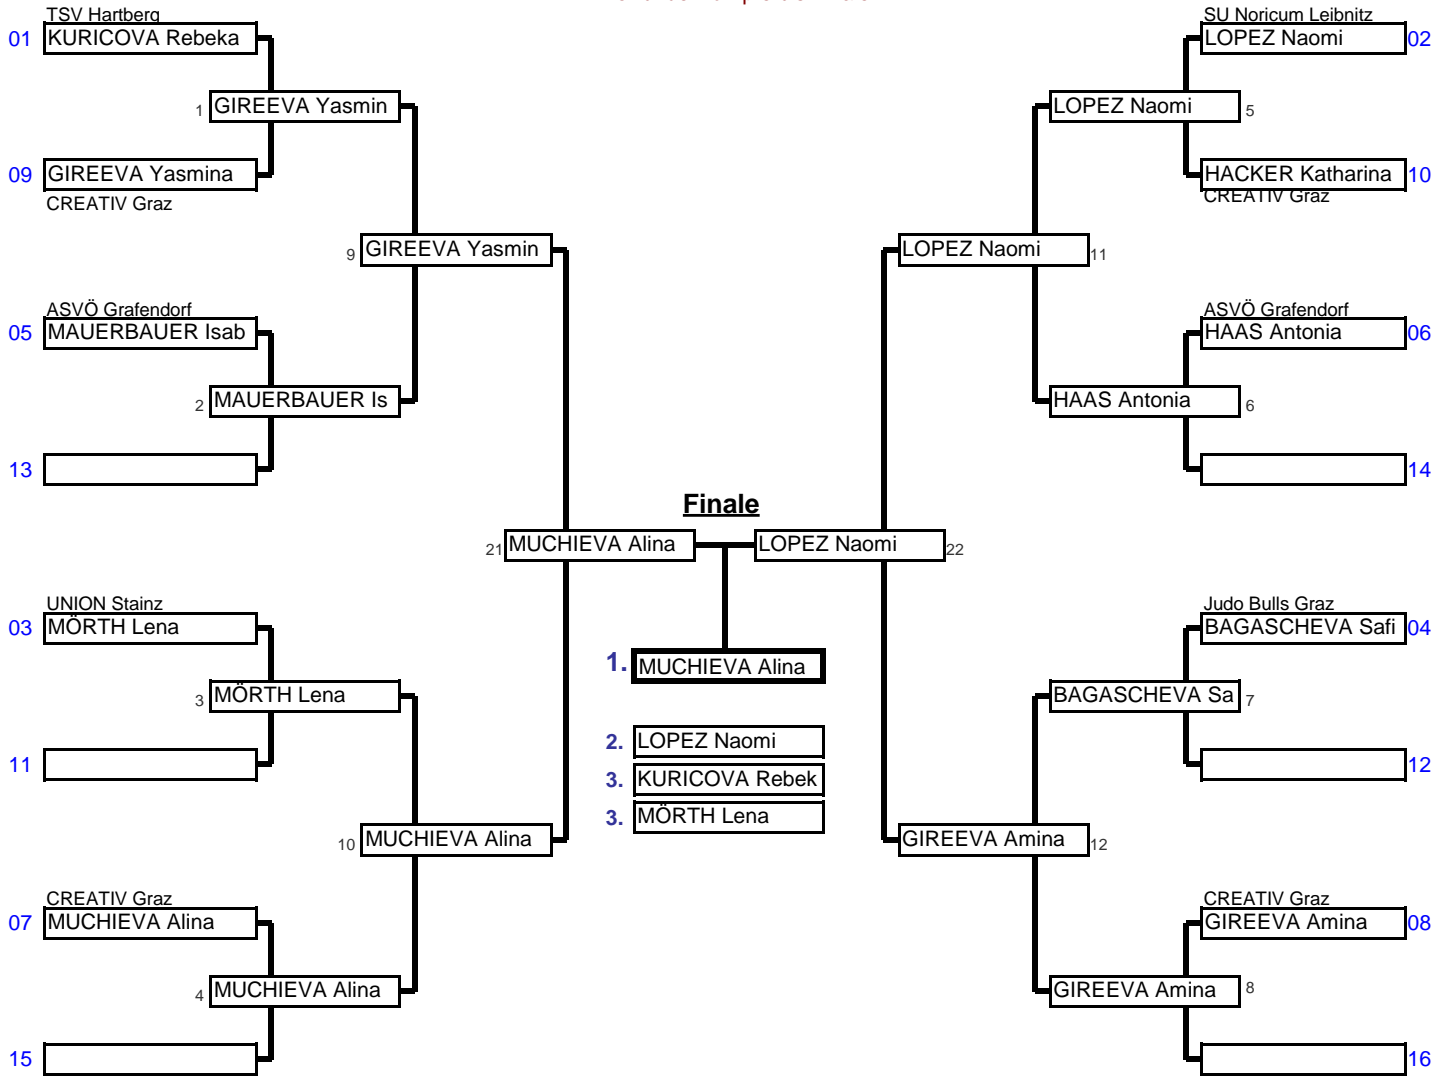 TSV Hartberg
01 KURICOVA Rebeka
1 GIREEVA Yasmin
09 GIREEVA Yasmina
CREATIV Graz
9 GIREEVA Yasmin
ASVÖ Grafendorf
05 MAUERBAUER Isab
2 MAUERBAUER Is
13
21 MUCHIEVA Alina
UNION Stainz
03 MÖRTH Lena
3 MÖRTH Lena
11
10 MUCHIEVA Alina
CREATIV Graz
07 MUCHIEVA Alina
4 MUCHIEVA Alina
15
Finale
1. MUCHIEVA Alina
2. LOPEZ Naomi
3. KURICOVA Rebek
3. MÖRTH Lena
SU Noricum Leibnitz
LOPEZ Naomi 02
LOPEZ Naomi 5
HACKER Katharina 10
CREATIV Graz
LOPEZ Naomi 11
ASVÖ Grafendorf
HAAS Antonia 06
HAAS Antonia 6
14
LOPEZ Naomi 22
Judo Bulls Graz
BAGASCHEVA Safi 04
BAGASCHEVA Sa 7
12
GIREEVA Amina 12
CREATIV Graz
GIREEVA Amina 08
GIREEVA Amina 8
16